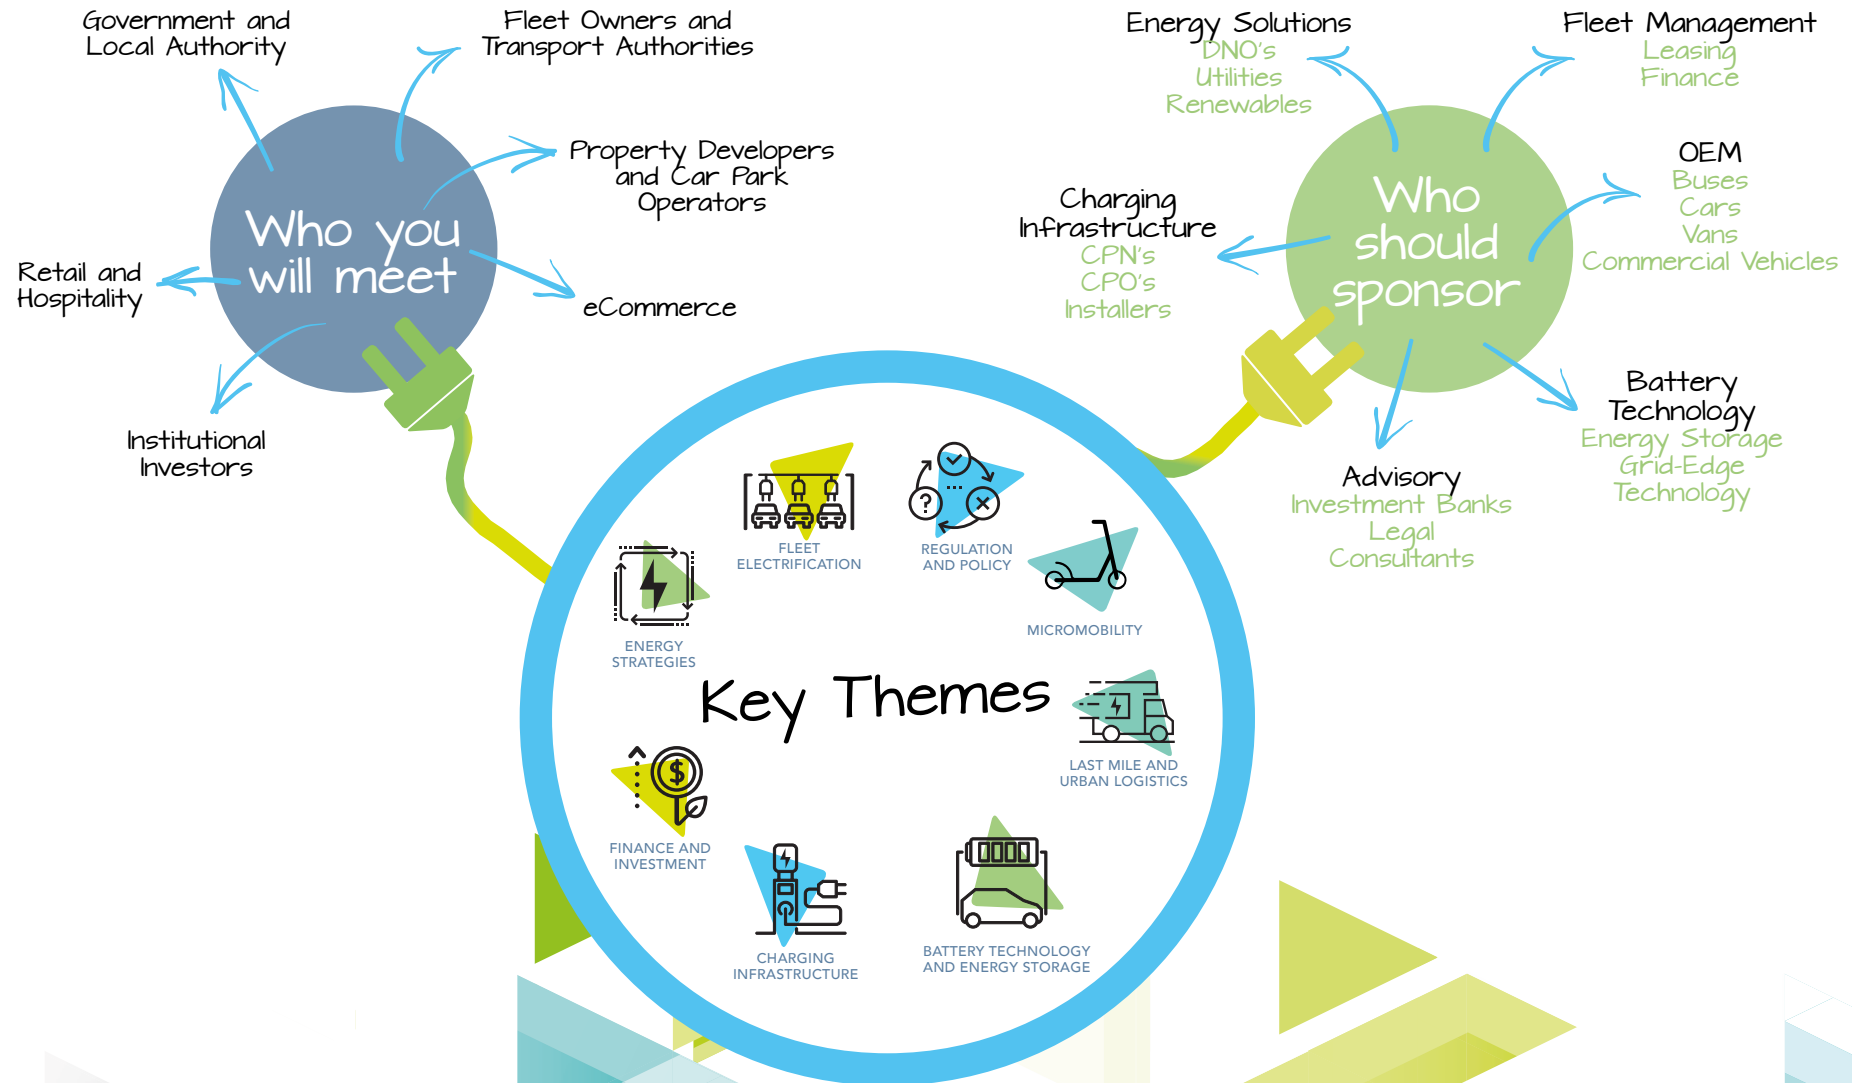 Government and
Local Authority
Fleet Owners and
Transport Authorities
Property Developers
and Car Park
Operators
Who you
will meet
Retail and
Hospitality
eCommerce
Institutional
Investors
Energy Solutions
DNO's
Utilities
Renewables
Fleet Management
Leasing
Finance
OEM
Buses
Cars
Vans
Commercial Vehicles
Charging
Infrastructure
CPN's
CPO's
Installers
Who
should
sponsor
Battery
Technology
Energy Storage
Grid-Edge
Technology
Advisory
Investment Banks
Legal
Consultants
FLEET
ELECTRIFICATION
?
REGULATION
AND POLICY
MICROMOBILITY
ENERGY
STRATEGIES
Key Themes
LAST MILE AND
URBAN LOGISTICS
$
FINANCE AND
INVESTMENT
CHARGING
INFRASTRUCTURE
BATTERY TECHNOLOGY
AND ENERGY STORAGE